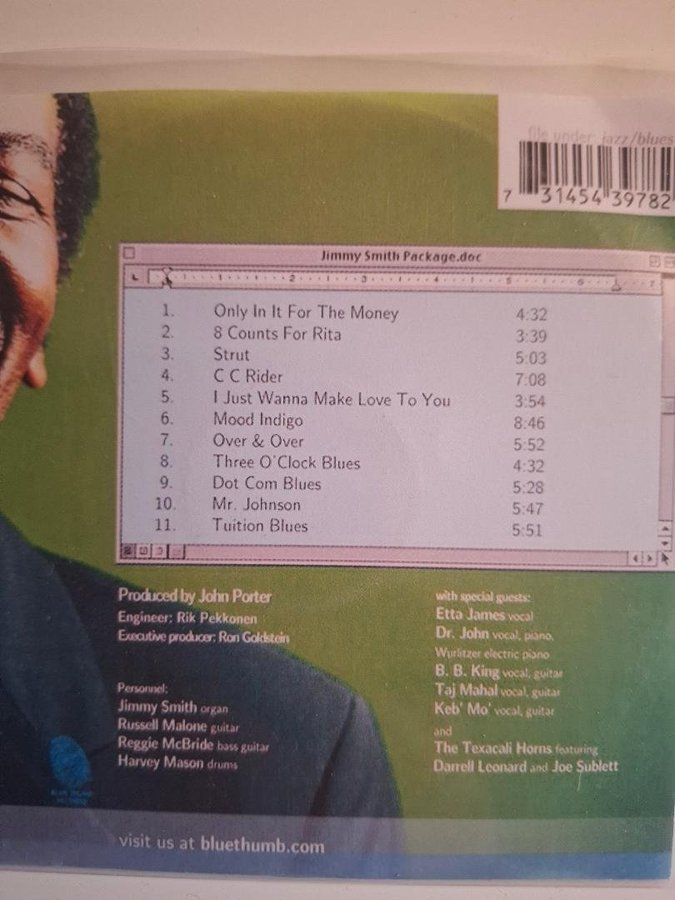 file under: jazz/blues
7 31454 39782
Jimmy Smith Package.doc
1. Only In It For The Money 4:32
2. 8 Counts For Rita 3:39
3. Strut 5:03
4. C C Rider 7:08
5. I Just Wanna Make Love To You 3:54
6. Mood Indigo 8:46
7. Over & Over 5:52
8. Three O'Clock Blues 4:32
9. Dot Com Blues 5:28
10. Mr. Johnson 5:47
11. Tuition Blues 5:51
Produced by John Porter
Engineer: Rik Pekkonen
Executive producer: Ron Goldstein
Personnel:
Jimmy Smith organ
Russell Malone guitar
Reggie McBride bass guitar
Harvey Mason drums
with special guests:
Etta James vocal
Dr. John vocal, piano,
Wurlitzer electric piano
B. B. King vocal, guitar
Taj Mahal vocal, guitar
Keb' Mo' vocal, guitar
and
The Texacali Horns featuring
Darrell Leonard and Joe Sublett
BLUE THUMB
RECORDS
visit us at bluethumb.com